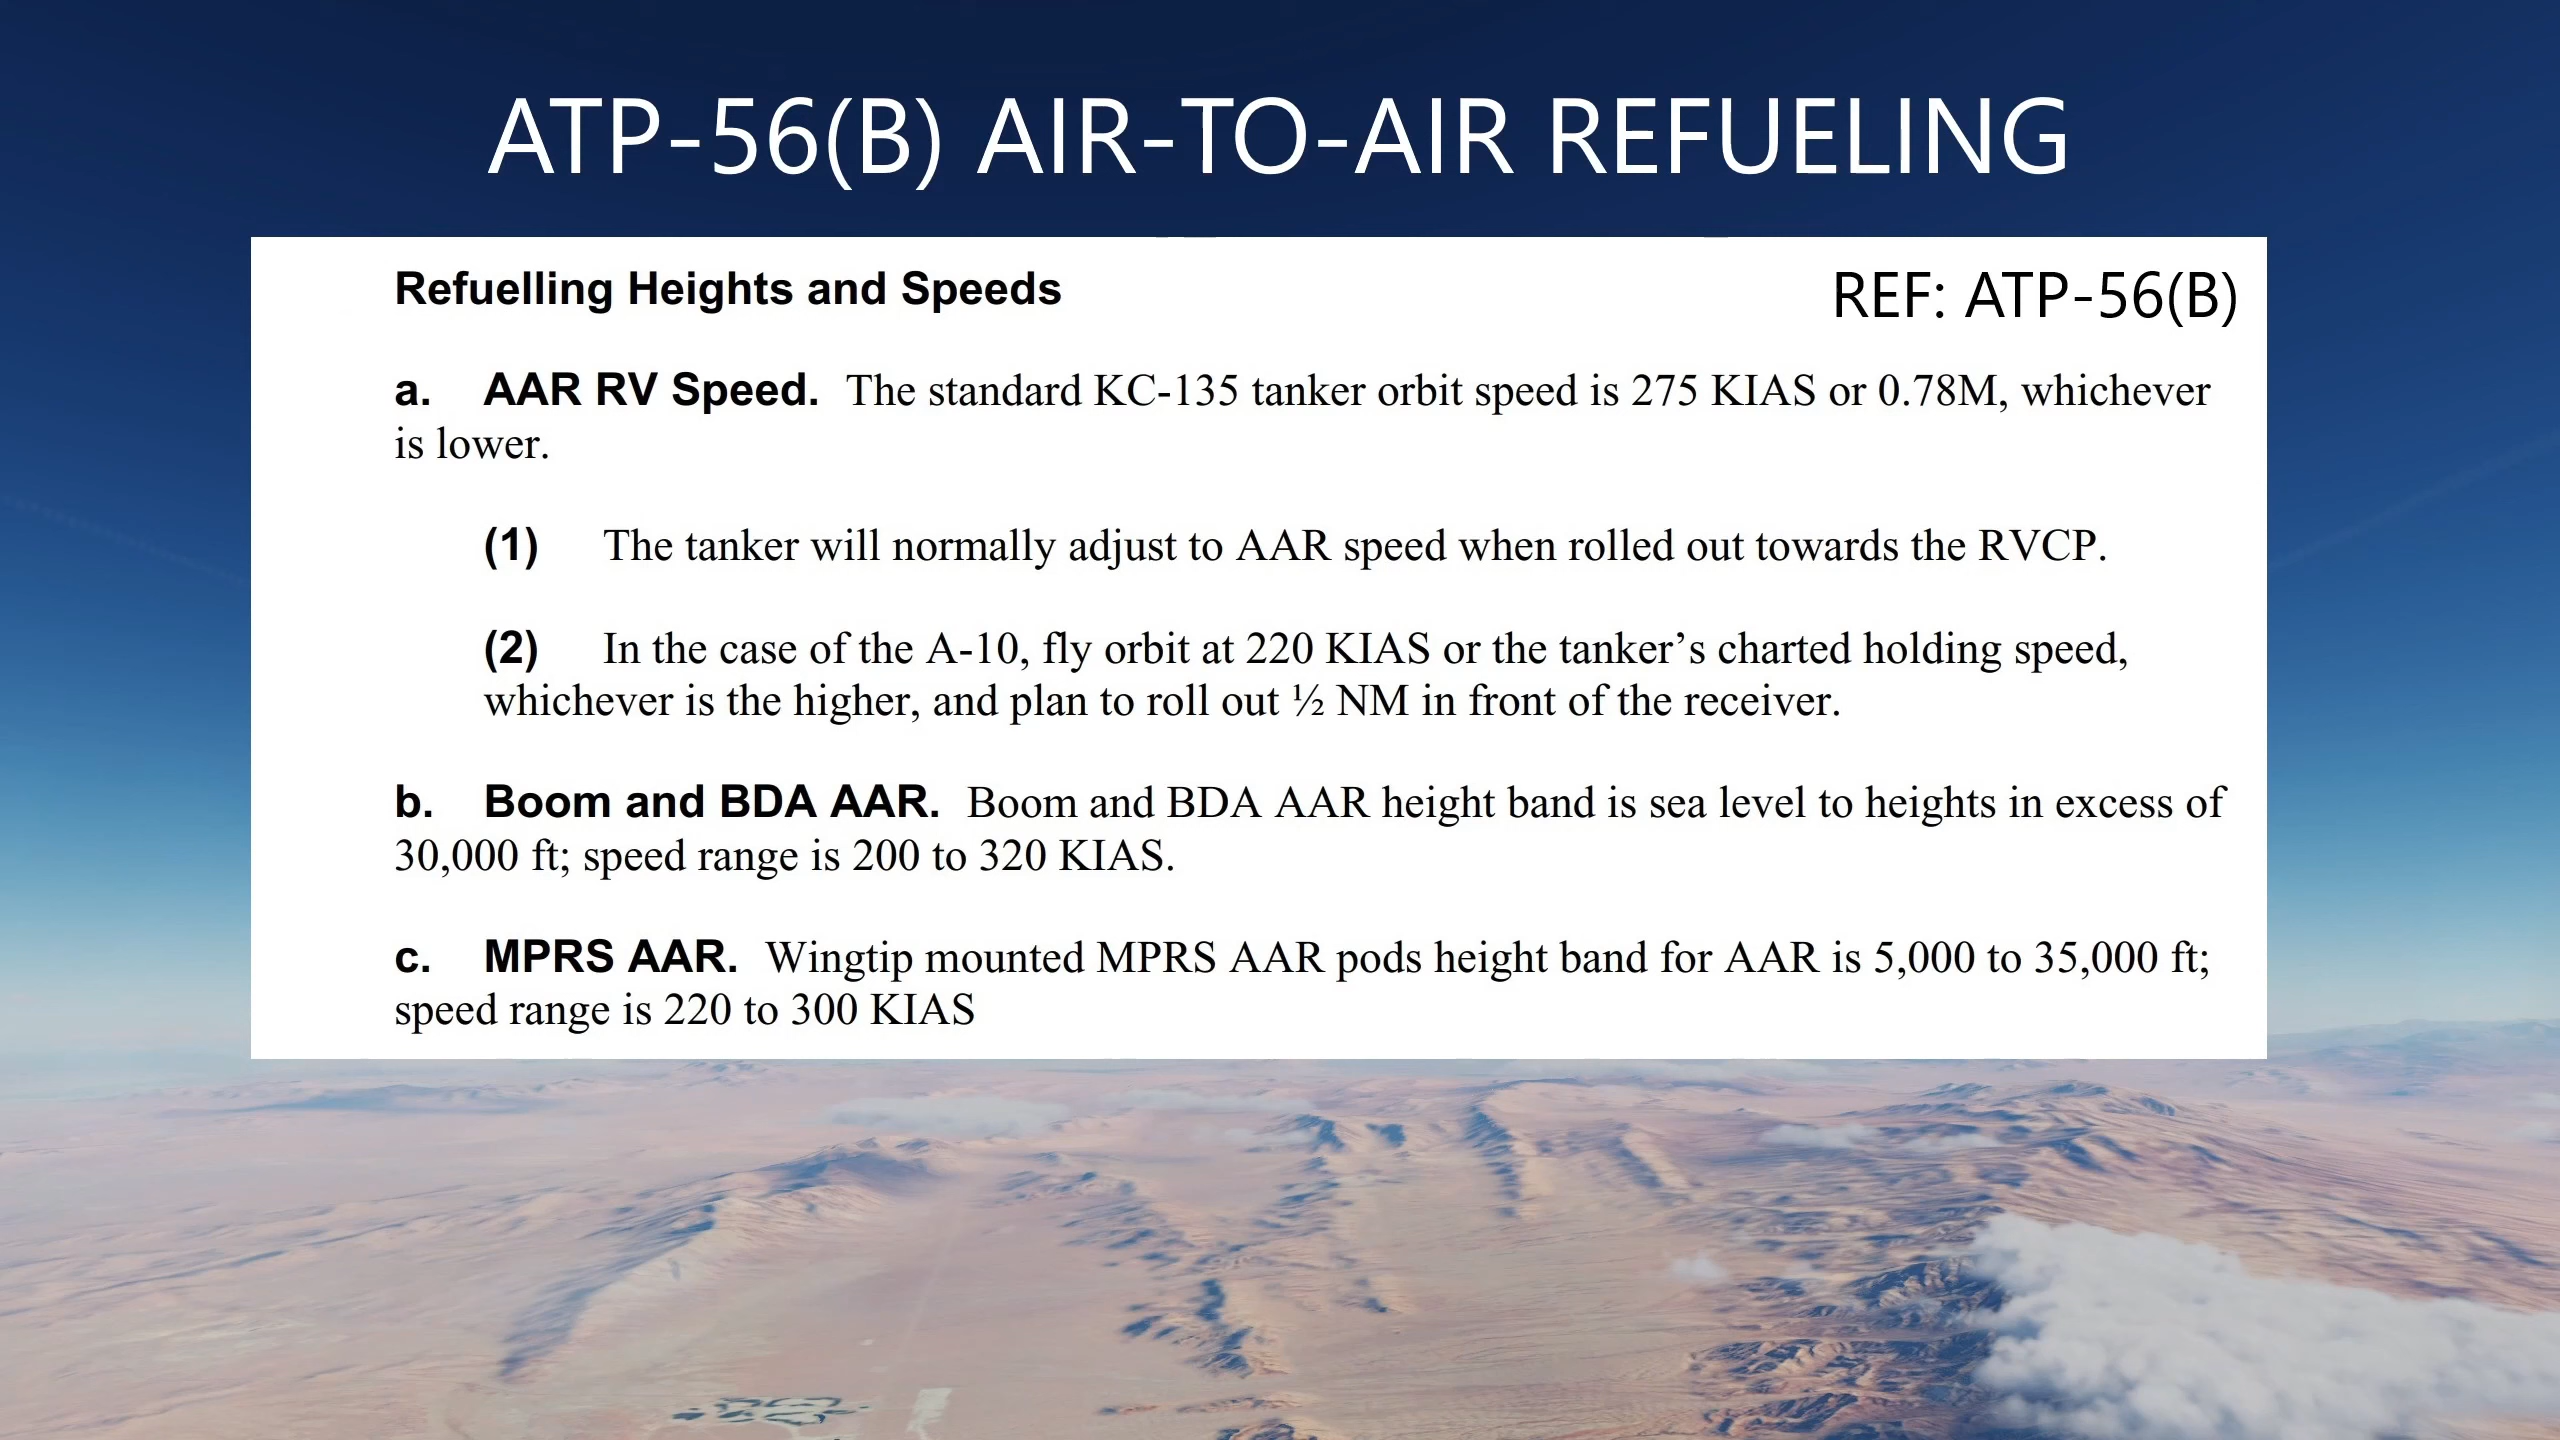 ATP-56(B) AIR-TO-AIR REFUELING
Refuelling Heights and Speeds
REF: ATP-56(B)
a. AAR RV Speed. The standard KC-135 tanker orbit speed is 275 KIAS or 0.78M, whichever
is lower.
(1) The tanker will normally adjust to AAR speed when rolled out towards the RVCP.
(2) In the case of the A-10, fly orbit at 220 KIAS or the tanker’s charted holding speed,
whichever is the higher, and plan to roll out ½ NM in front of the receiver.
b. Boom and BDA AAR. Boom and BDA AAR height band is sea level to heights in excess of
30,000 ft; speed range is 200 to 320 KIAS.
c. MPRS AAR. Wingtip mounted MPRS AAR pods height band for AAR is 5,000 to 35,000 ft;
speed range is 220 to 300 KIAS